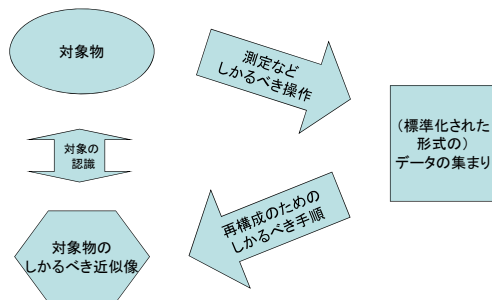 対象物
測定など
しかるべき操作
(標準化された
形式の)
データの集まり
対象の
認識
再構成のための
しかるべき手順
対象物の
しかるべき近似像